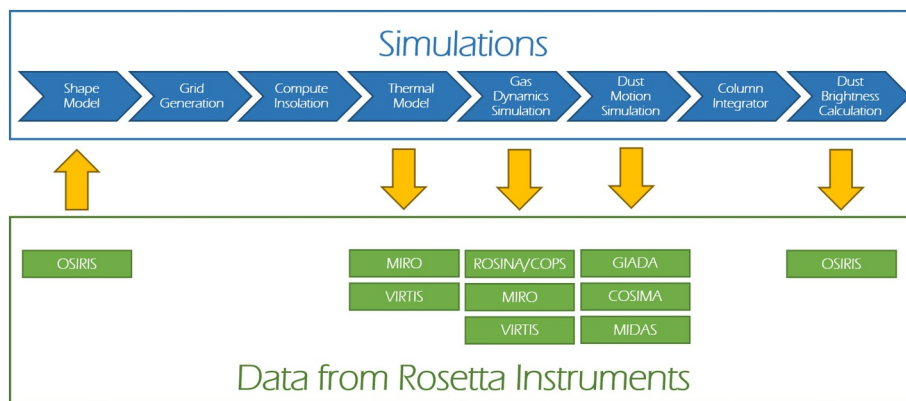 Simulations
Shape
Model
Grid
Generation
Compute
Insolation
Thermal
Model
Gas
Dynamics
Simulation
Dust
Motion
Simulation
Column
Integrator
Dust
Brightness
Calculation
OSIRIS
MIRO
VIRTIS
ROSINA/COPS
MIRO
VIRTIS
GIADA
COSIMA
MIDAS
OSIRIS
Data from Rosetta Instruments